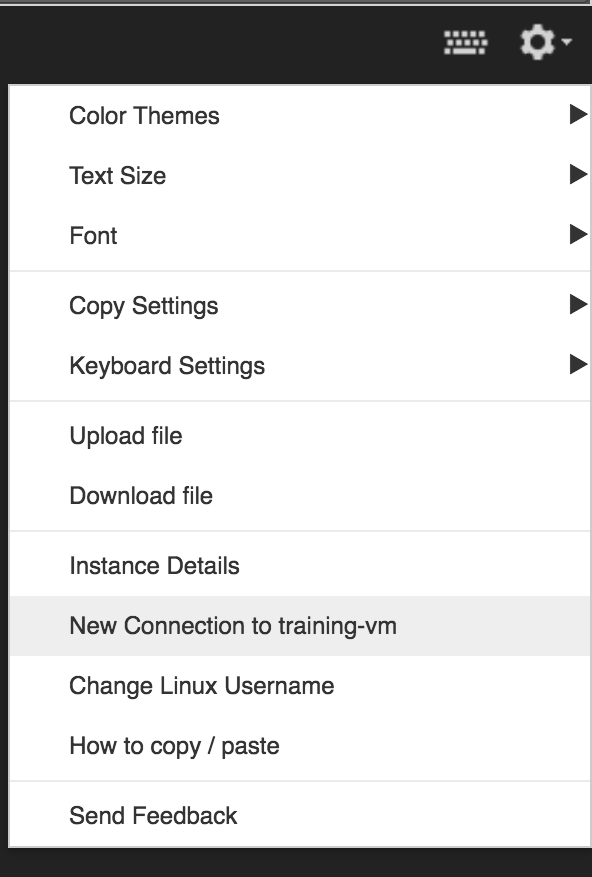 Color Themes
Text Size
Font
Copy Settings
Keyboard Settings
Upload file
Download file
Instance Details
New Connection to training-vm
Change Linux Username
How to copy / paste
Send Feedback